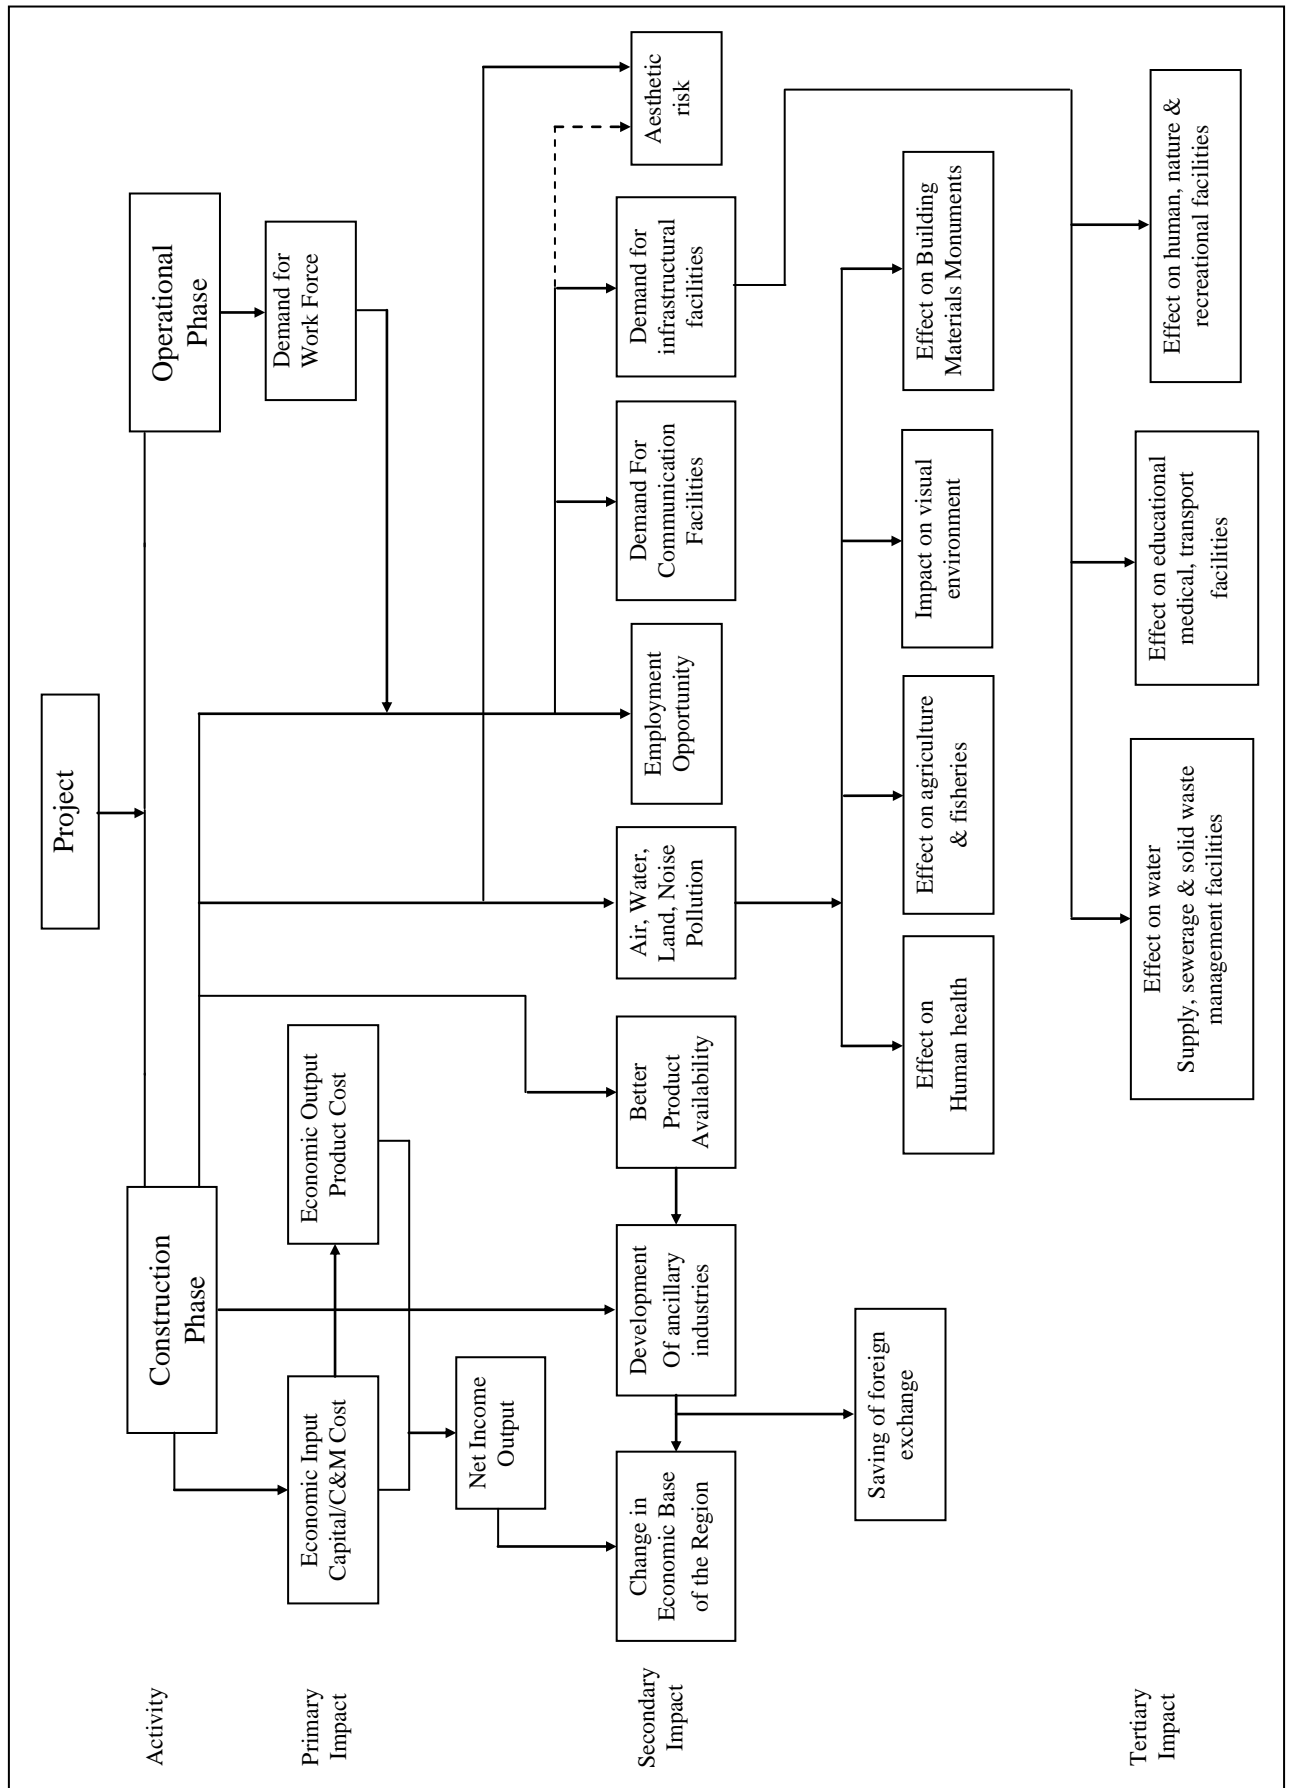 Project
Activity
Construction
Phase
Operational
Phase
Primary
Impact
Economic Input
Capital/C&M Cost
Economic Output
Product Cost
Demand for
Work Force
Net Income
Output
Secondary
Impact
Change in
Economic Base
of the Region
Development
Of ancillary
industries
Better
Product
Availability
Air, Water,
Land, Noise
Pollution
Employment
Opportunity
Demand For
Communication
Facilities
Demand for
infrastructural
facilities
Aesthetic
risk
Saving of foreign
exchange
Effect on
Human health
Effect on agriculture
& fisheries
Impact on visual
environment
Effect on Building
Materials Monuments
Tertiary
Impact
Effect on water
Supply, sewerage & solid waste
management facilities
Effect on educational
medical, transport
facilities
Effect on human, nature &
recreational facilities